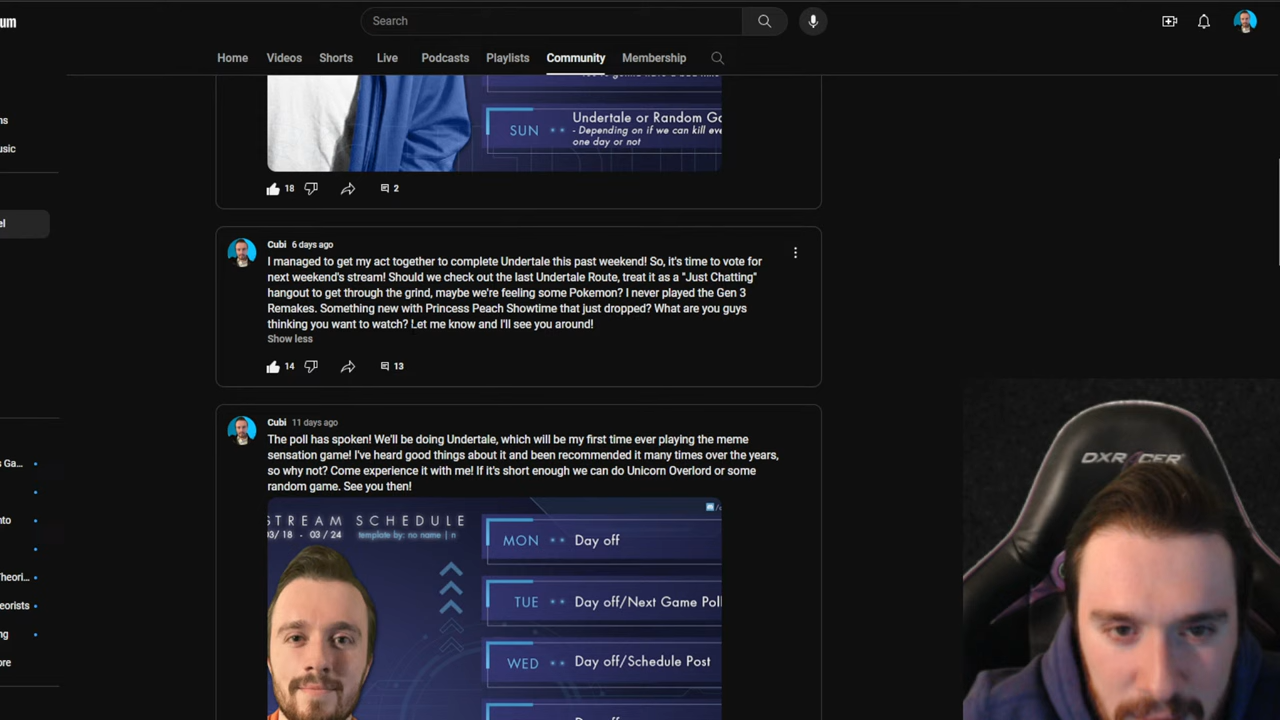 um
Search
Home Videos Shorts Live Podcasts Playlists Community Membership
ns
usic
el
Undertale or Random Ga
SUN
- Depending on if we can kill eve
one day or not
18 2
Cubi 6 days ago
I managed to get my act together to complete Undertale this past weekend! So, it's time to vote for
next weekend's stream! Should we check out the last Undertale Route, treat it as a "Just Chatting"
hangout to get through the grind, maybe we're feeling some Pokemon? I never played the Gen 3
Remakes. Something new with Princess Peach Showtime that just dropped? What are you guys
thinking you want to watch? Let me know and I'll see you around!
Show less
14 13
Cubi 11 days ago
The poll has spoken! We'll be doing Undertale, which will be my first time ever playing the meme
sensation game! I've heard good things about it and been recommended it many times over the years,
so why not? Come experience it with me! If it's short enough we can do Unicorn Overlord or some
random game. See you then!
STREAM SCHEDULE
03/18 - 03/24 template by: no name | n
MON Day off
TUE Day off/Next Game Poll
WED Day off/Schedule Post
s Ga...
nto
Theori...
eorists
ng
ore
DXRACER